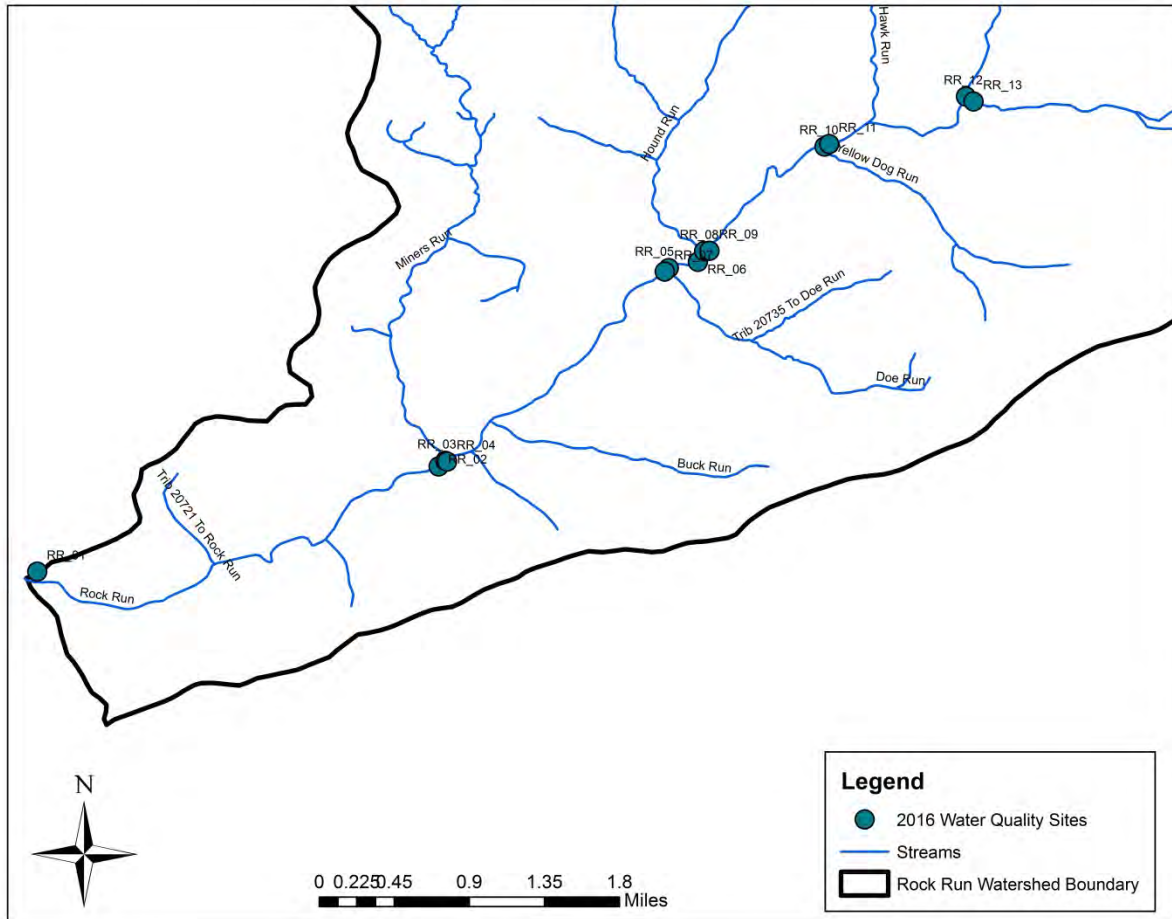 Hawk Run
RR_12
RR_13
Hound Run
RR_10
RR_11
Yellow Dog Run
Miners Run
RR_08
RR_09
RR_05
RR_07
RR_06
Trib 20735 To Doe Run
Doe Run
RR_03
RR_04
RR_02
Buck Run
Trib 20721 To Rock Run
RR_01
Rock Run
N
Legend
2016 Water Quality Sites
Streams
Rock Run Watershed Boundary
0 0.225 0.45 0.9 1.35 1.8
Miles